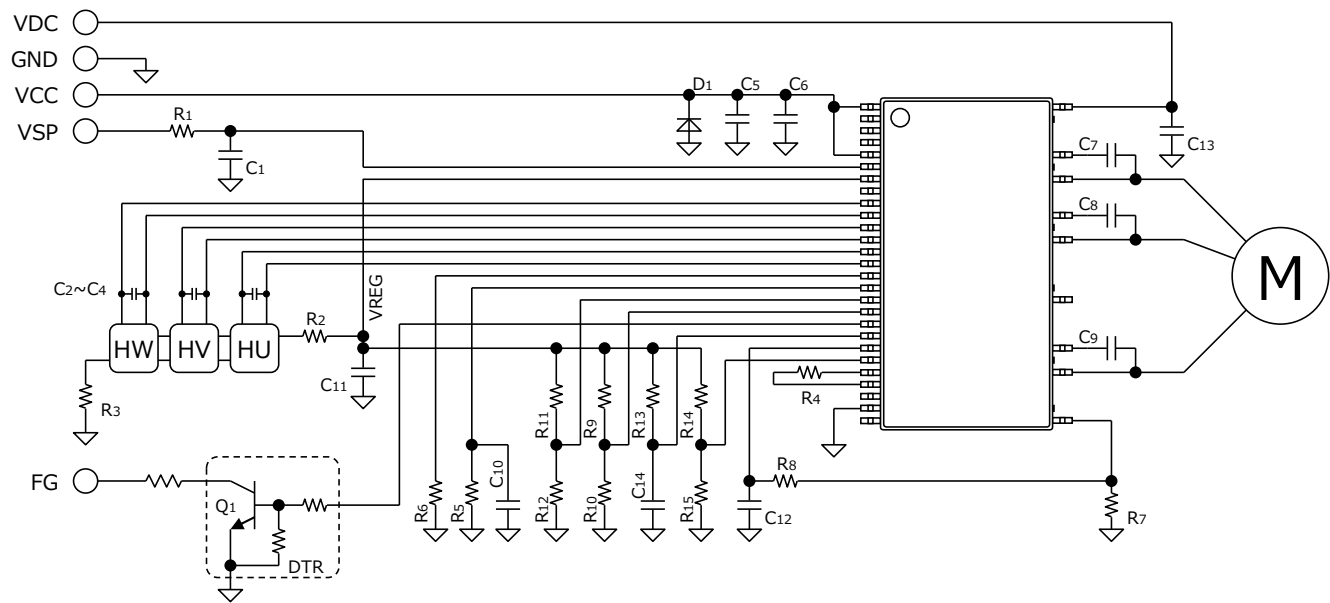 VDC
GND
VCC
VSP
R1
C1
D1
C5
C6
C7
C13
C8
M
C2~C4
VREG
R2
HW
HV
HU
C11
C9
R3
R4
R11
R9
R13
R14
FG
Q1
DTR
R6
R5
C10
R12
R10
C14
R15
R8
C12
R7